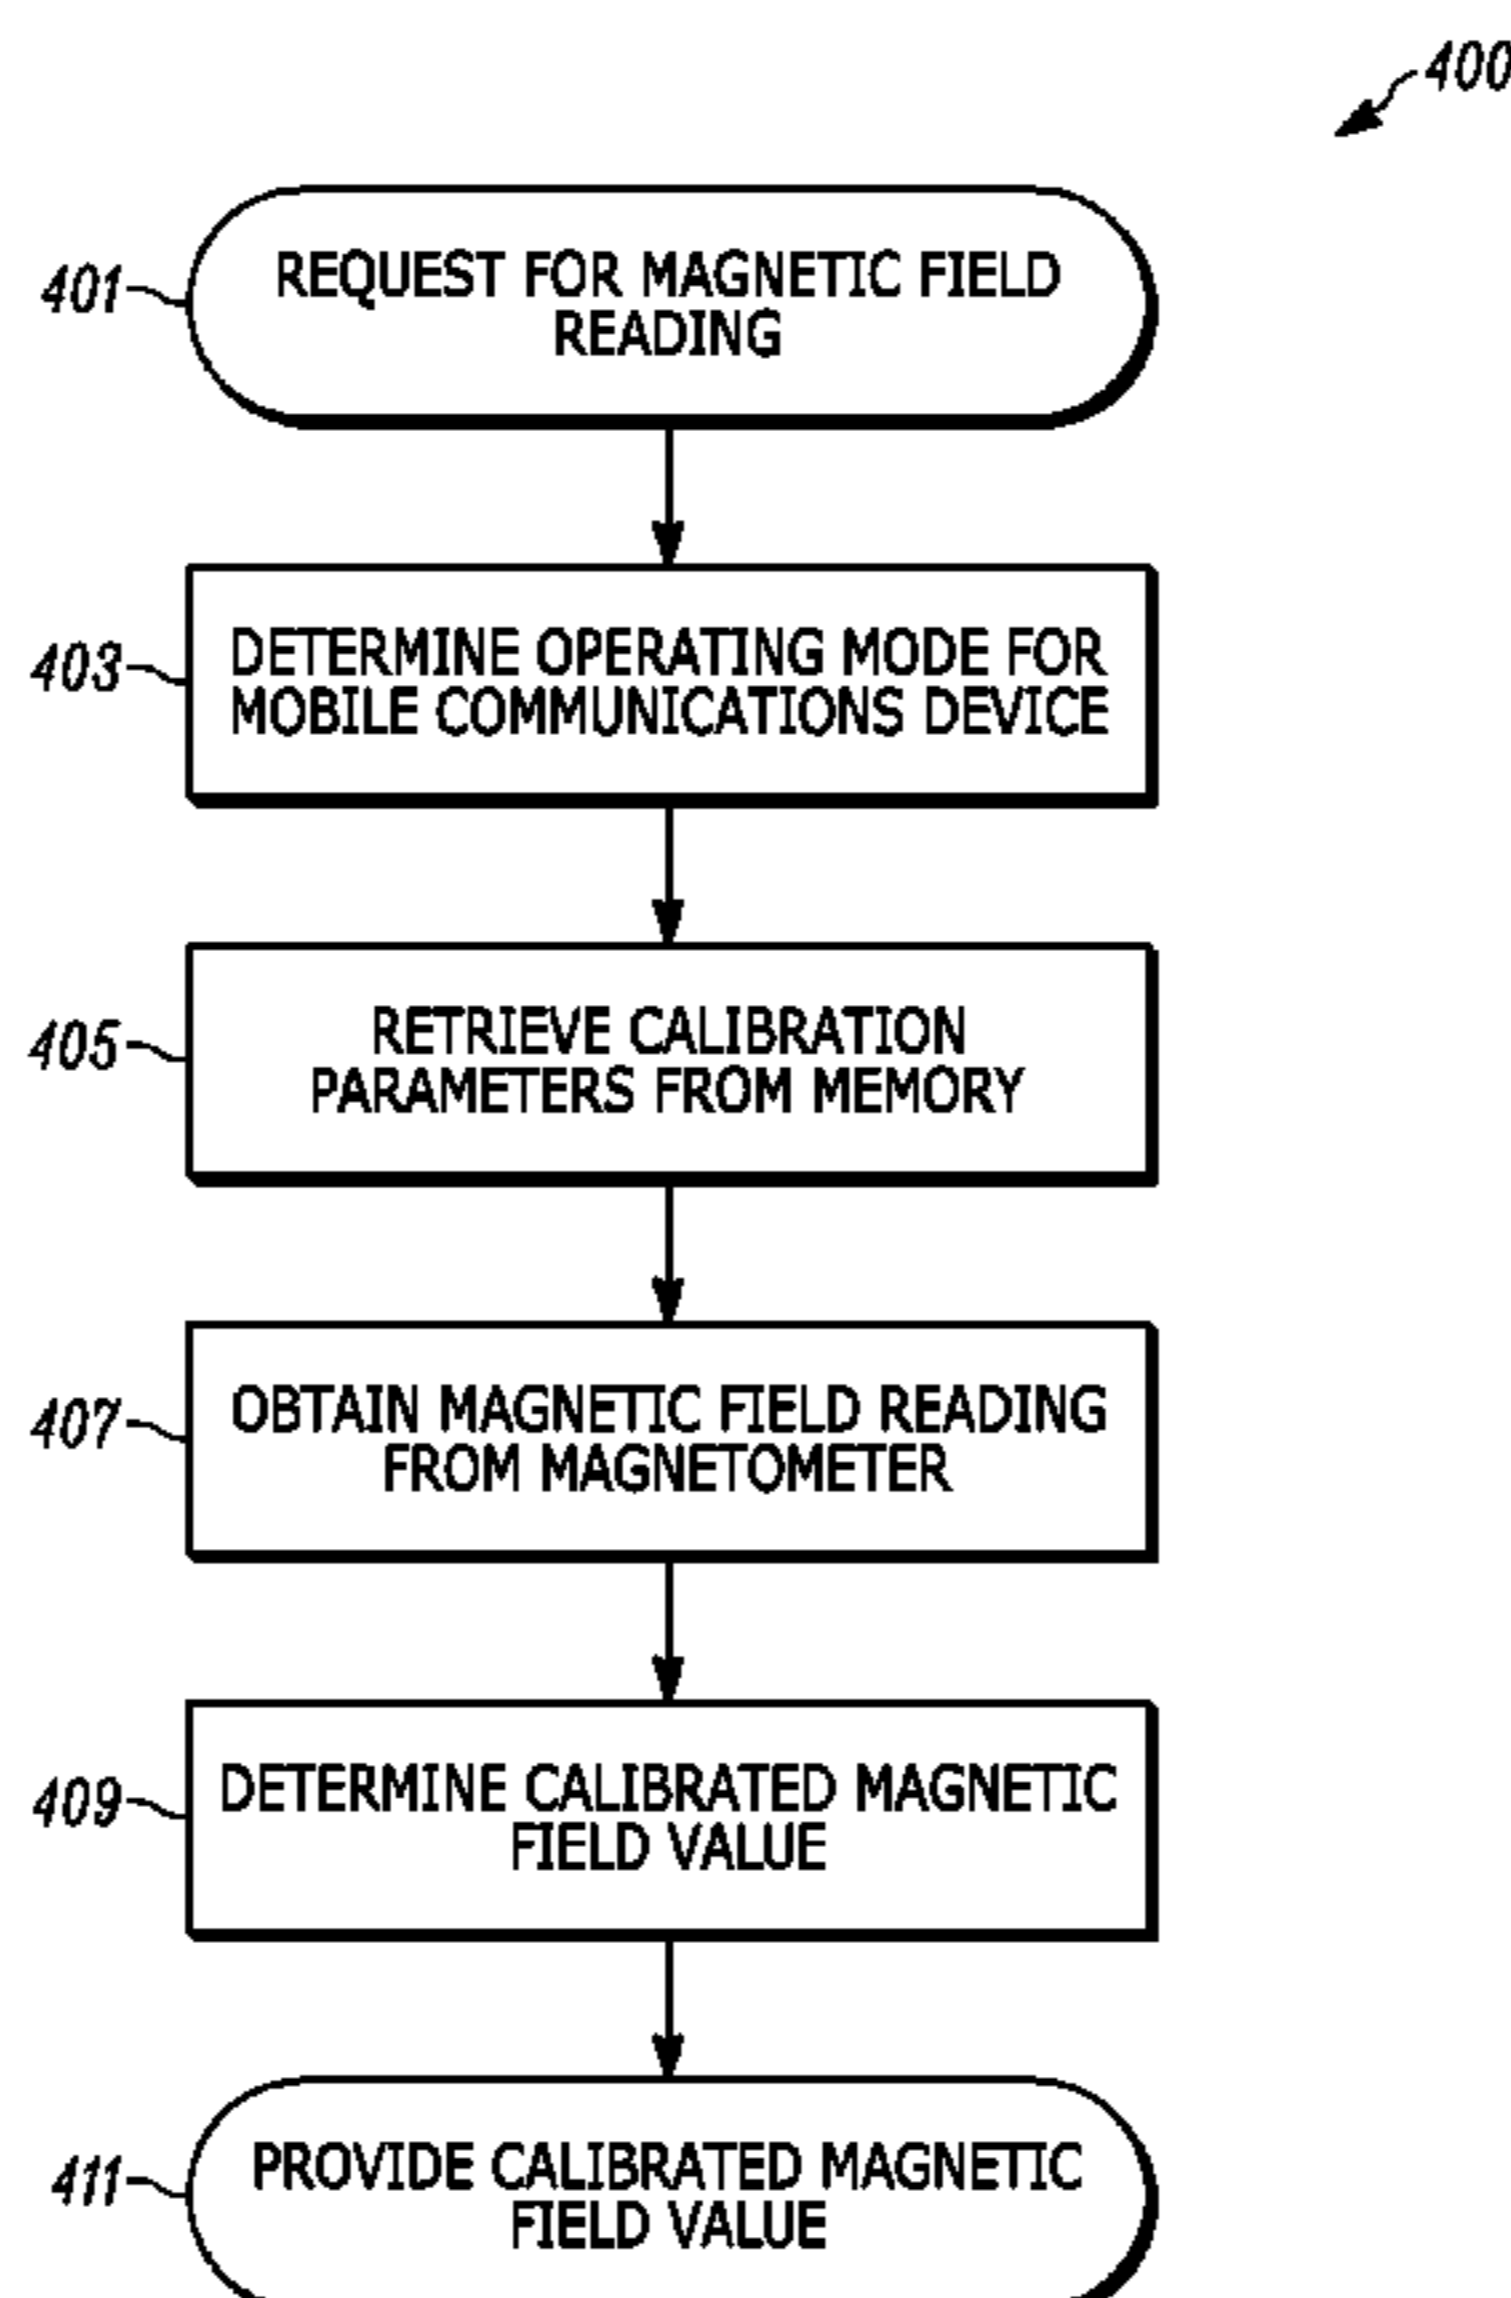 400
401
REQUEST FOR MAGNETIC FIELD
READING
403
DETERMINE OPERATING MODE FOR
MOBILE COMMUNICATIONS DEVICE
405
RETRIEVE CALIBRATION
PARAMETERS FROM MEMORY
407
OBTAIN MAGNETIC FIELD READING
FROM MAGNETOMETER
409
DETERMINE CALIBRATED MAGNETIC
FIELD VALUE
411
PROVIDE CALIBRATED MAGNETIC
FIELD VALUE